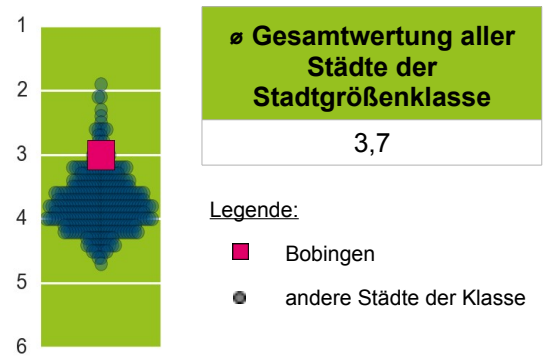 1
2
3
4
5
6
ø Gesamtwertung aller
Städte der
Stadtgrößenklasse
3,7
Legende:
Bobingen
andere Städte der Klasse